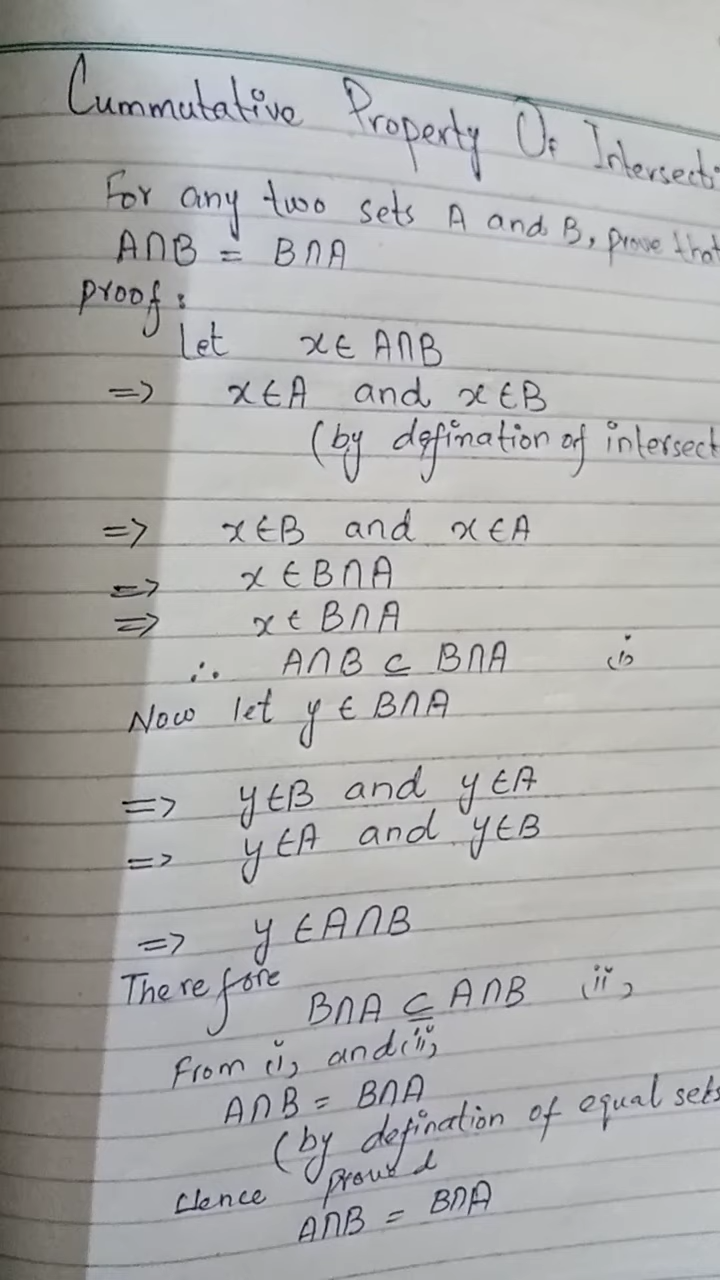 Cummutative Property Of Intersecti
For any two sets A and B, prove that
A∩B = B∩A
proof:
Let x∈ A∩B
=> x∈A and x∈B
(by defination of intersect
=> x∈B and x∈A
=> x∈B∩A
=> x∈B∩A
∴ A∩B ⊂ B∩A (i)
Now let y ∈ B∩A
=> y∈B and y∈A
=> y∈A and y∈B
=> y∈A∩B
Therefore
B∩A ⊆ A∩B (ii)
From (i) and (ii)
A∩B = B∩A
(by defination of equal sets
Hence proved
A∩B = B∩A